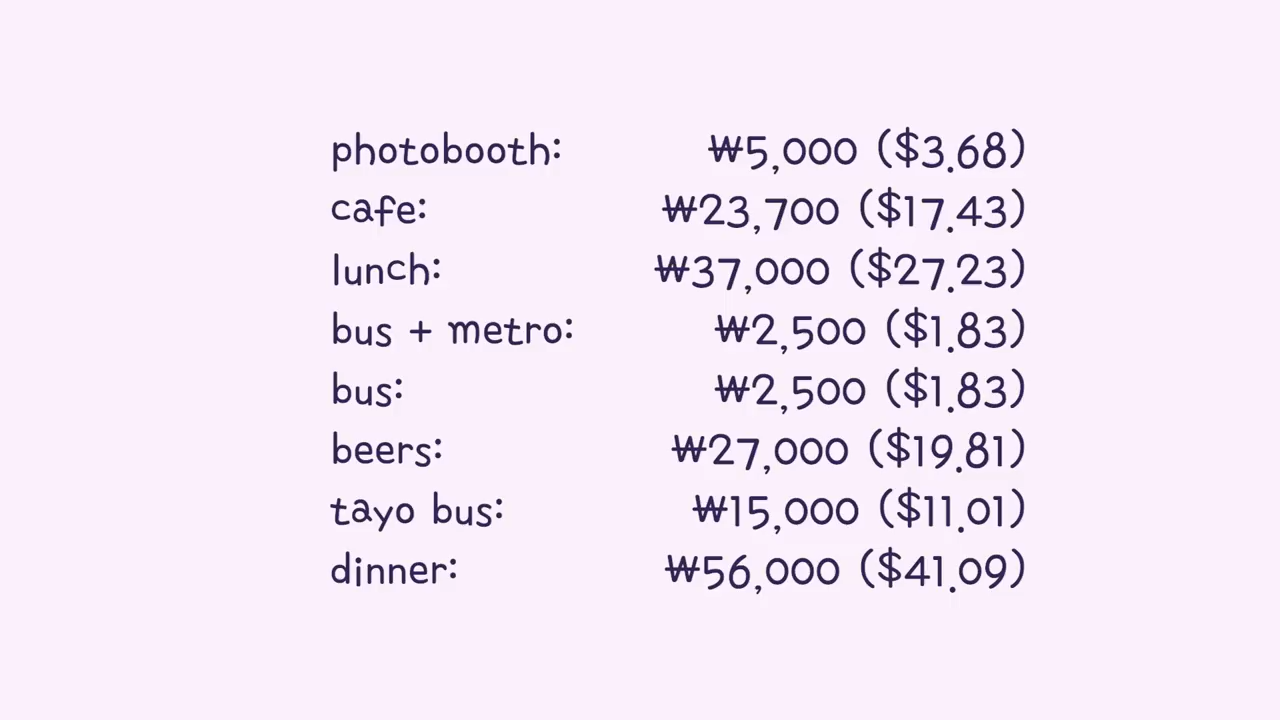 photobooth: ₩5,000 ($3.68)
cafe: ₩23,700 ($17.43)
lunch: ₩37,000 ($27.23)
bus + metro: ₩2,500 ($1.83)
bus: ₩2,500 ($1.83)
beers: ₩27,000 ($19.81)
tayo bus: ₩15,000 ($11.01)
dinner: ₩56,000 ($41.09)